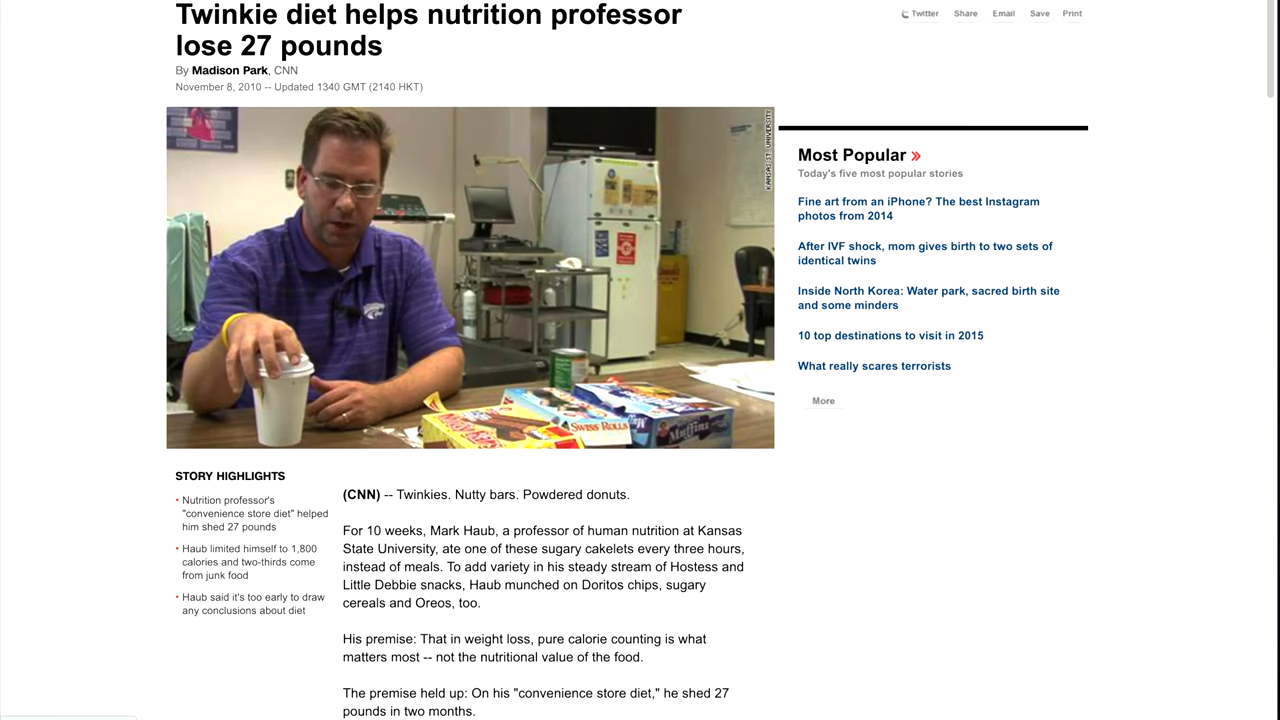 Twinkie diet helps nutrition professor
lose 27 pounds
By Madison Park, CNN
November 8, 2010 -- Updated 1340 GMT (2140 HKT)
Twitter Share Email Save Print
KANSAS ST. UNIVERSITY
SWISS ROLLS
Muffins
Most Popular »
Today's five most popular stories
Fine art from an iPhone? The best Instagram
photos from 2014
After IVF shock, mom gives birth to two sets of
identical twins
Inside North Korea: Water park, sacred birth site
and some minders
10 top destinations to visit in 2015
What really scares terrorists
More
STORY HIGHLIGHTS
• Nutrition professor's
"convenience store diet" helped
him shed 27 pounds
• Haub limited himself to 1,800
calories and two-thirds come
from junk food
• Haub said it's too early to draw
any conclusions about diet
(CNN) -- Twinkies. Nutty bars. Powdered donuts.
For 10 weeks, Mark Haub, a professor of human nutrition at Kansas
State University, ate one of these sugary cakelets every three hours,
instead of meals. To add variety in his steady stream of Hostess and
Little Debbie snacks, Haub munched on Doritos chips, sugary
cereals and Oreos, too.
His premise: That in weight loss, pure calorie counting is what
matters most -- not the nutritional value of the food.
The premise held up: On his "convenience store diet," he shed 27
pounds in two months.